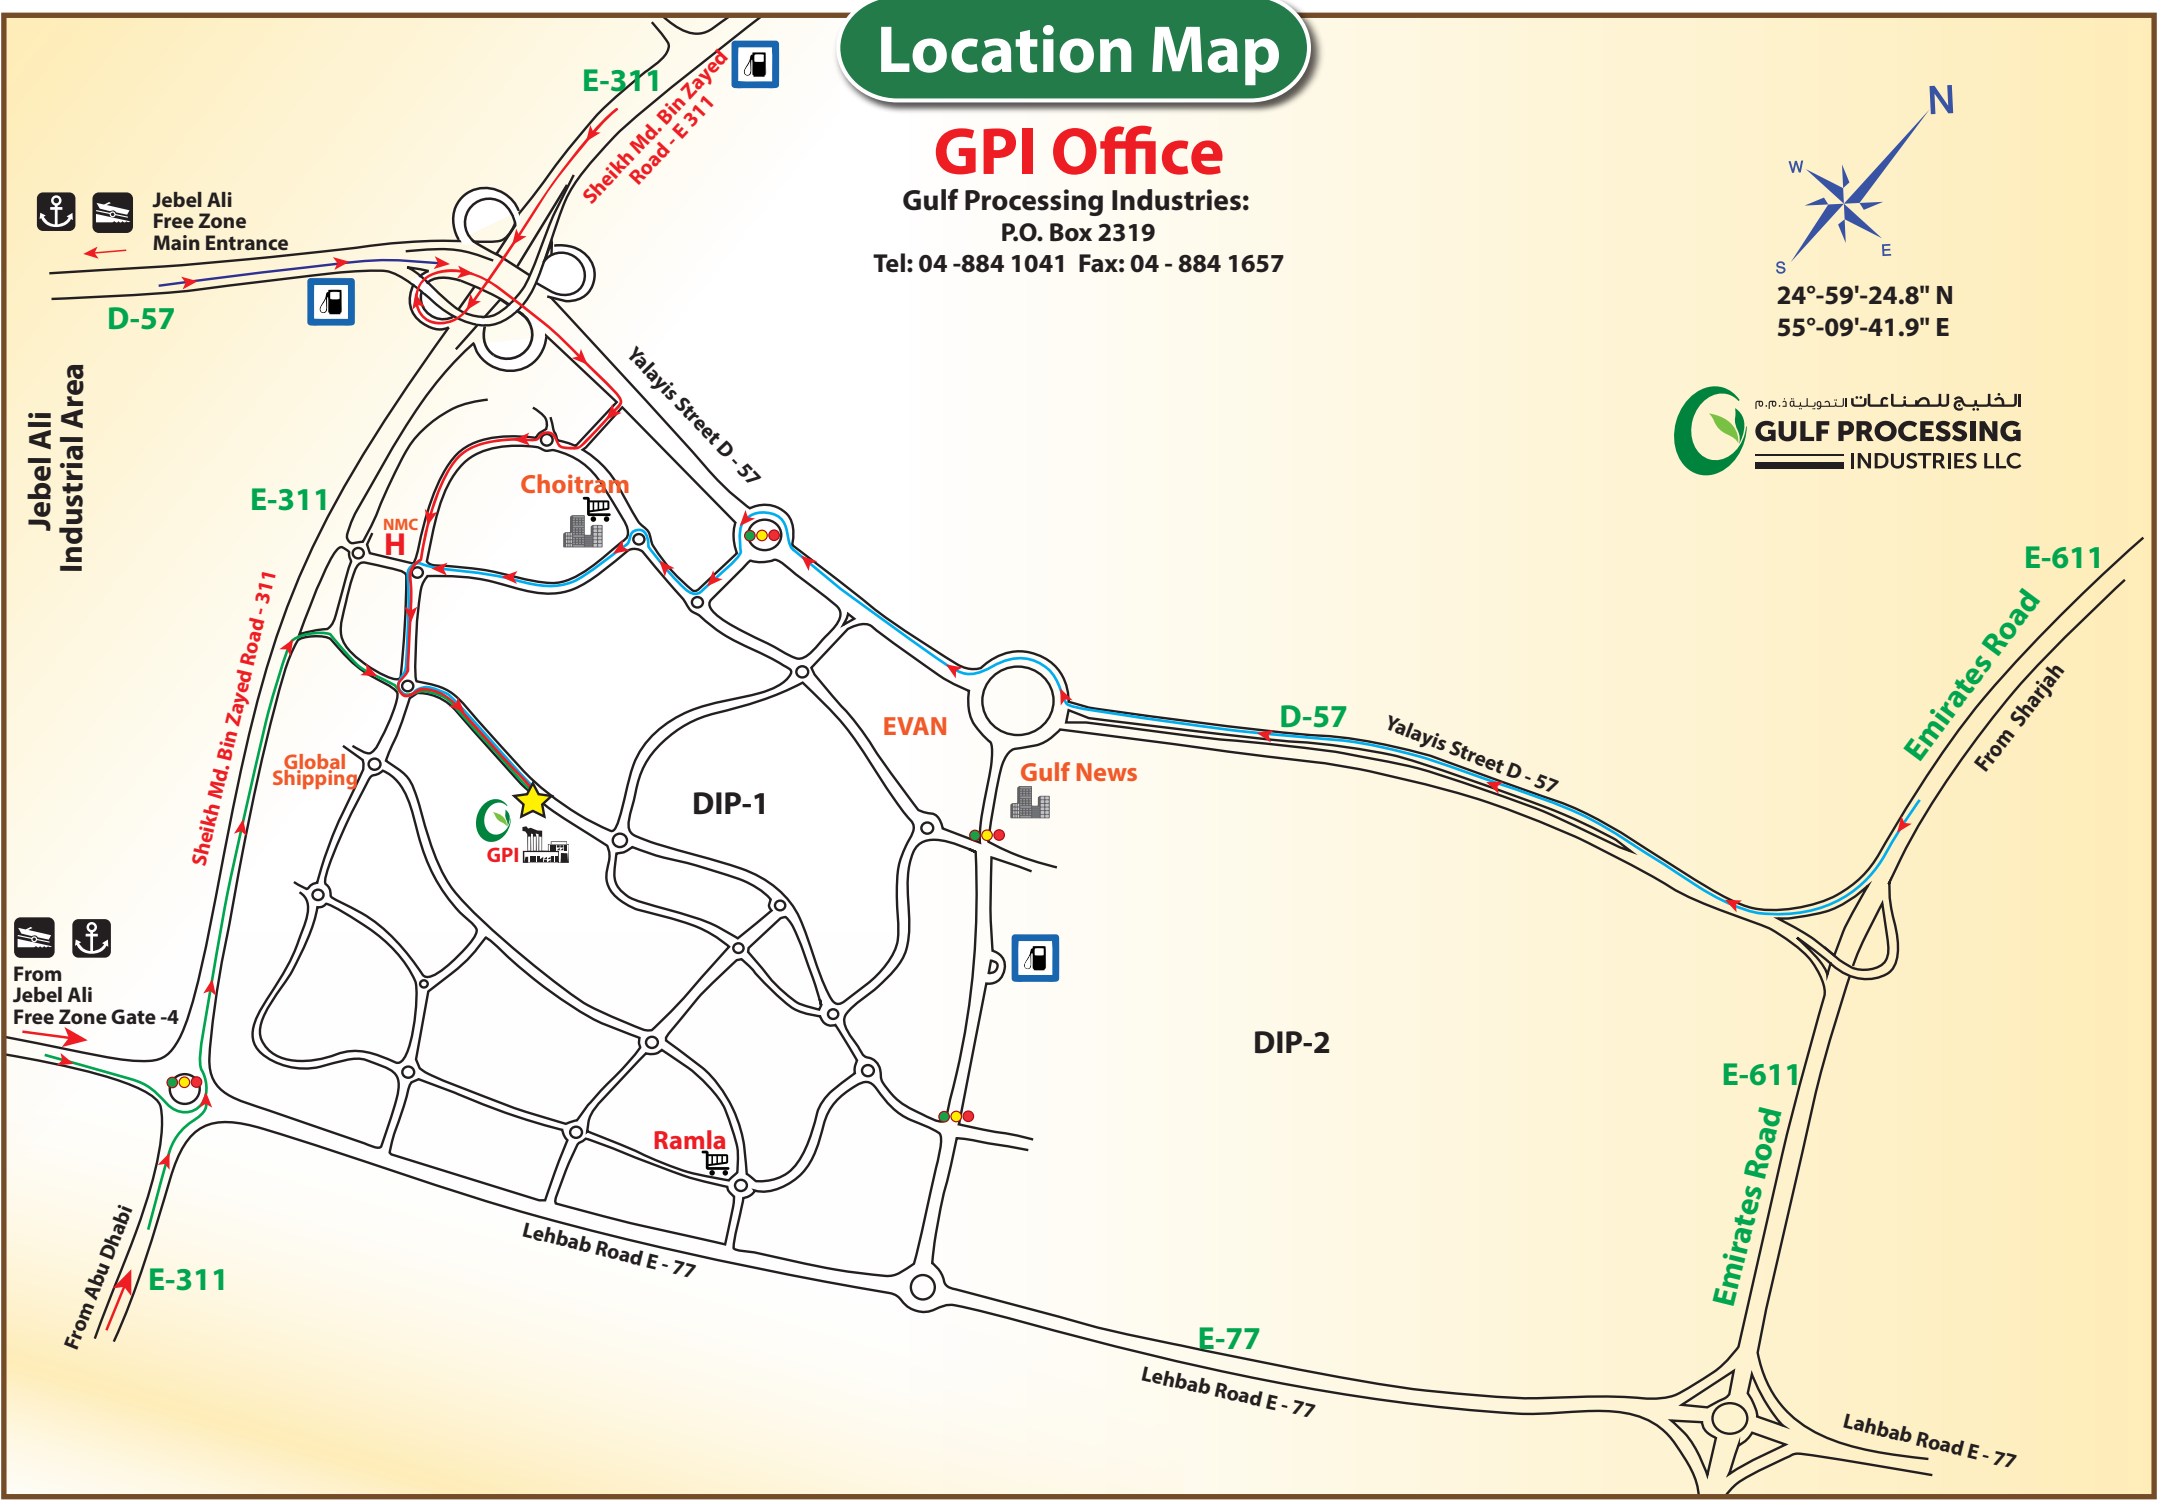 Location Map
GPI Office
Gulf Processing Industries:
P.O. Box 2319
Tel: 04 -884 1041 Fax: 04 - 884 1657
N
W
E
S
24°-59'-24.8" N
55°-09'-41.9" E
الخليج للصناعات التحويلية ذ.م.م.
GULF PROCESSING
INDUSTRIES LLC
E-311
Sheikh Md. Bin Zayed
Road - E 311
Jebel Ali
Free Zone
Main Entrance
D-57
Jebel Ali
Industrial Area
Yalayis Street D - 57
E-311
Choitram
NMC
H
Sheikh Md. Bin Zayed Road - 311
Global
Shipping
GPI
DIP-1
EVAN
Gulf News
D-57
Yalayis Street D - 57
E-611
Emirates Road
From Sharjah
From
Jebel Ali
Free Zone Gate -4
DIP-2
E-611
Emirates Road
Ramla
From Abu Dhabi
E-311
Lehbab Road E - 77
E-77
Lehbab Road E - 77
Lahbab Road E - 77